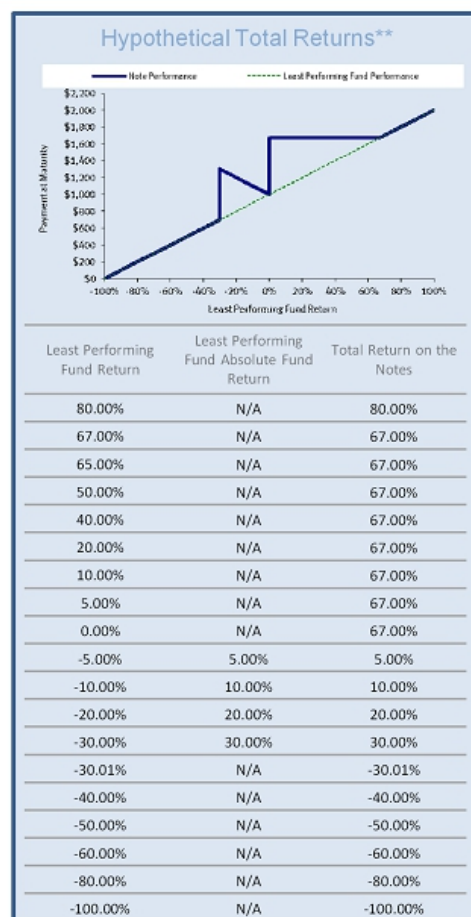 Hypothetical Total Returns**
Note Performance Least Performing Fund Performance
$2,200
$2,000
$1,800
$1,600
$1,400
$1,200
$1,000
$800
$600
$400
$200
$0
Payment at Maturity
-100% -80% -60% -40% -20% 0% 20% 40% 60% 80% 100%
Least Performing Fund Return
Least Performing Fund Return Least Performing Fund Absolute Fund Return Total Return on the Notes
80.00% N/A 80.00%
67.00% N/A 67.00%
65.00% N/A 67.00%
50.00% N/A 67.00%
40.00% N/A 67.00%
20.00% N/A 67.00%
10.00% N/A 67.00%
5.00% N/A 67.00%
0.00% N/A 67.00%
-5.00% 5.00% 5.00%
-10.00% 10.00% 10.00%
-20.00% 20.00% 20.00%
-30.00% 30.00% 30.00%
-30.01% N/A -30.01%
-40.00% N/A -40.00%
-50.00% N/A -50.00%
-60.00% N/A -60.00%
-80.00% N/A -80.00%
-100.00% N/A -100.00%